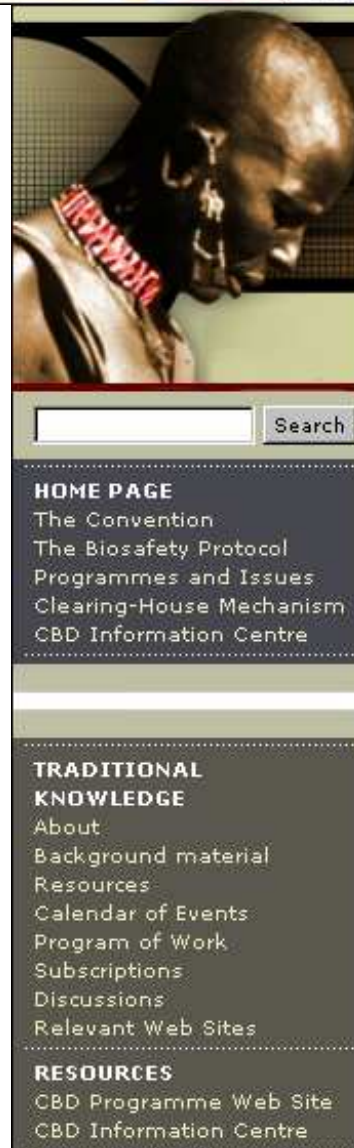 Search
HOME PAGE
The Convention
The Biosafety Protocol
Programmes and Issues
Clearing-House Mechanism
CBD Information Centre
TRADITIONAL
KNOWLEDGE
About
Background material
Resources
Calendar of Events
Program of Work
Subscriptions
Discussions
Relevant Web Sites
RESOURCES
CBD Programme Web Site
CBD Information Centre